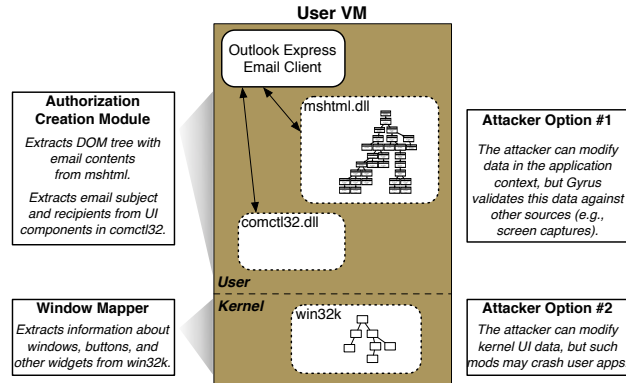 User VM
Outlook Express
Email Client
mshtml.dll
comctl32.dll
User
Kernel
win32k
Authorization
Creation Module
Extracts DOM tree with
email contents
from mshtml.
Extracts email subject
and recipients from UI
components in comctl32.
Window Mapper
Extracts information about
windows, buttons, and
other widgets from win32k.
Attacker Option #1
The attacker can modify
data in the application
context, but Gyrus
validates this data against
other sources (e.g.,
screen captures).
Attacker Option #2
The attacker can modify
kernel UI data, but such
mods may crash user apps.